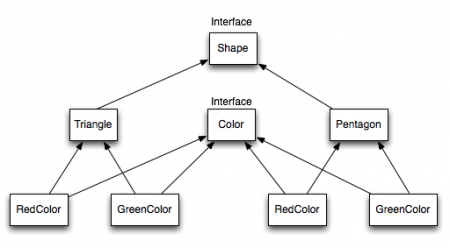 Interface
Shape
Interface
Triangle
Color
Pentagon
RedColor
GreenColor
RedColor
GreenColor